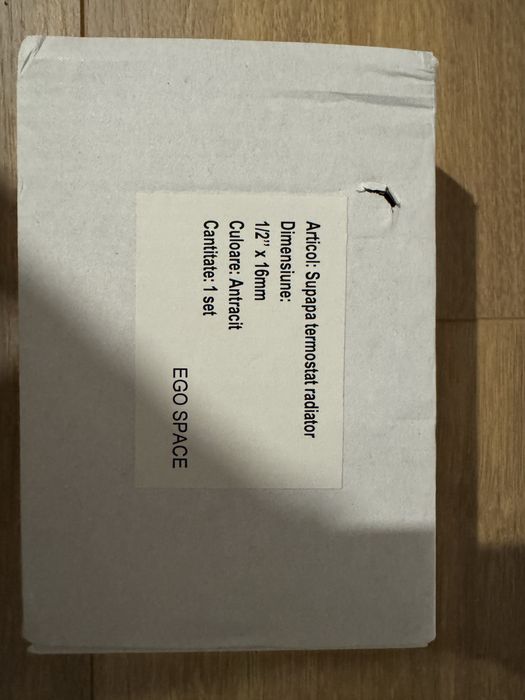 Articol: Supapa termostat radiator
Dimensiune:
1/2" x 16mm
Culoare: Antracit
Cantitate: 1 set
EGO SPACE